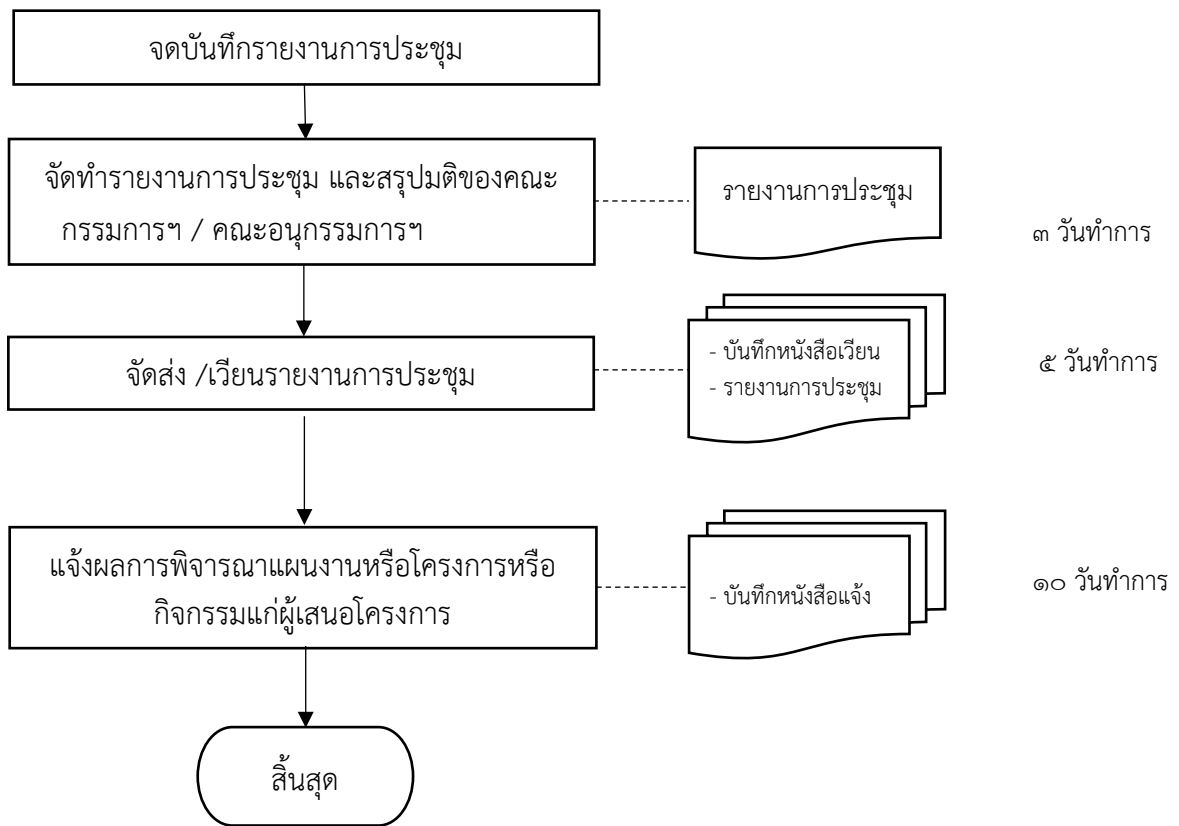 จดบันทึกรายงานการประชุม
จัดทำรายงานการประชุม และสรุปมติของคณะ
กรรมการฯ / คณะอนุกรรมการฯ
รายงานการประชุม
๓ วันทำการ
จัดส่ง /เวียนรายงานการประชุม
- บันทึกหนังสือเวียน
- รายงานการประชุม
๕ วันทำการ
แจ้งผลการพิจารณาแผนงานหรือโครงการหรือ
กิจกรรมแก่ผู้เสนอโครงการ
- บันทึกหนังสือแจ้ง
๑๐ วันทำการ
สิ้นสุด